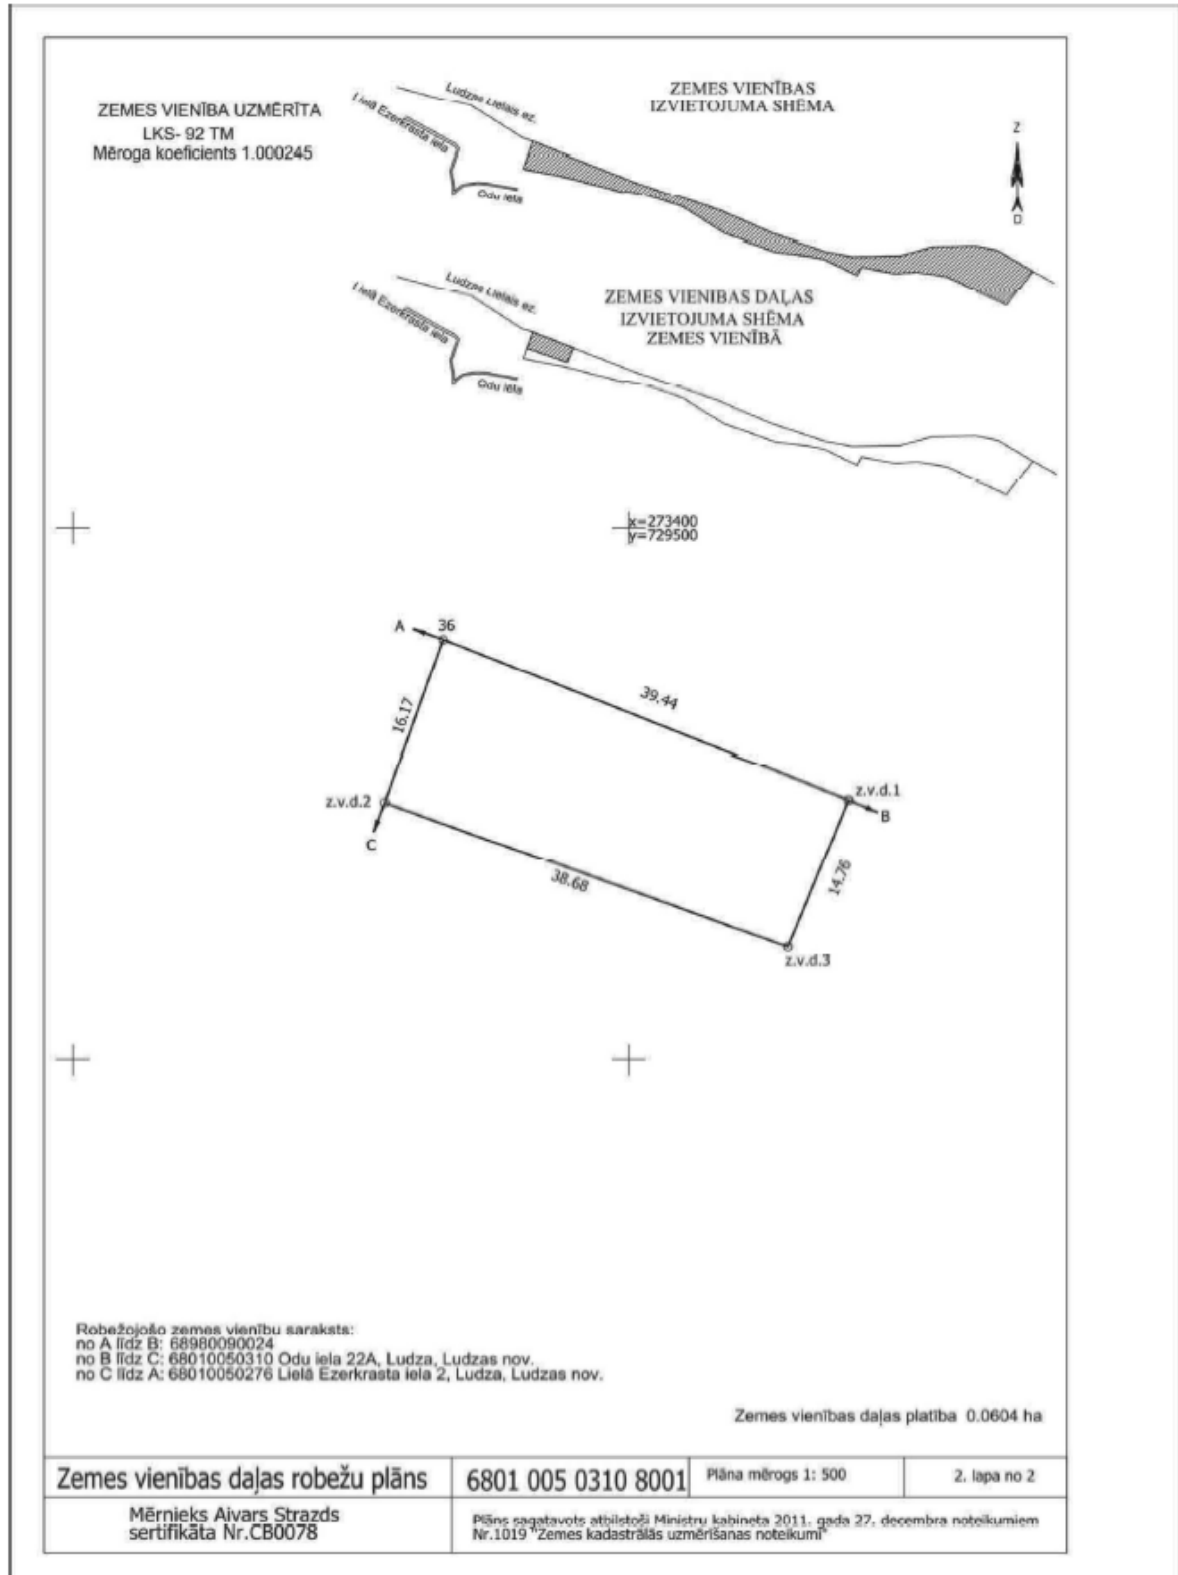 ZEMES VIENĪBA UZMĒRĪTA
LKS- 92 TM
Mēroga koeficients 1.000245
ZEMES VIENĪBAS
IZVIETOJUMA SHĒMA
Ludzas Lielais ez.
Lielā Ezerkrasta iela
Odu iela
Z
D
ZEMES VIENIBAS DAĻAS
IZVIETOJUMA SHĒMA
ZEMES VIENĪBĀ
Ludzas Lielais ez.
Lielā Ezerkrasta iela
Odu iela
x=273400
y=729500
A
36
39.44
16.17
z.v.d.1
B
z.v.d.2
C
14.76
38.68
z.v.d.3
Robežojošo zemes vienību saraksts:
no A līdz B: 68980090024
no B līdz C: 68010050310 Odu iela 22A, Ludza, Ludzas nov.
no C līdz A: 68010050276 Lielā Ezerkrasta iela 2, Ludza, Ludzas nov.
Zemes vienības daļas platība 0.0604 ha
Zemes vienības daļas robežu plāns
6801 005 0310 8001
Plāna mērogs 1: 500
2. lapa no 2
Mērnieks Aivars Strazds
sertifikāta Nr.CB0078
Plāns sagatavots atbilstoši Ministru kabineta 2011. gada 27. decembra noteikumiem
Nr.1019 "Zemes kadastrālās uzmērīšanas noteikumi"